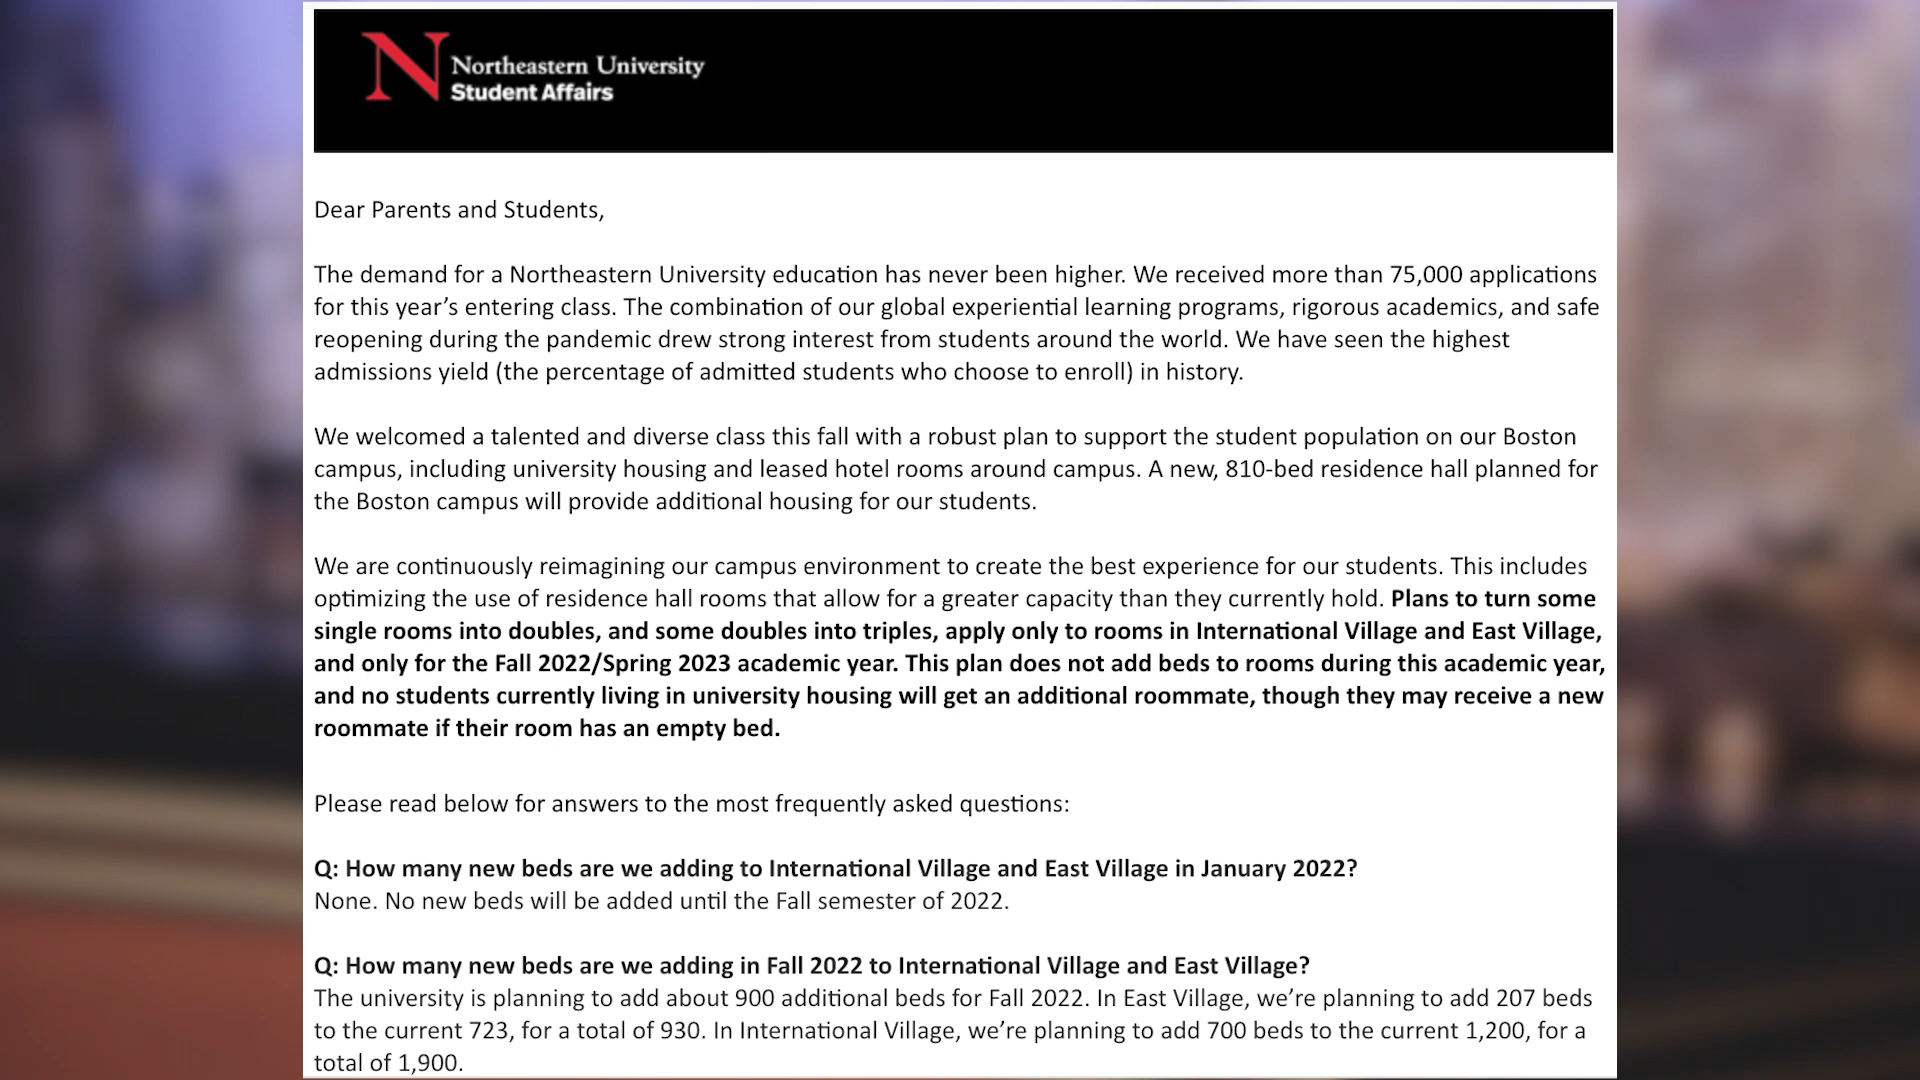 Northeastern University
Student Affairs
Dear Parents and Students,
The demand for a Northeastern University education has never been higher. We received more than 75,000 applications
for this year’s entering class. The combination of our global experiential learning programs, rigorous academics, and safe
reopening during the pandemic drew strong interest from students around the world. We have seen the highest
admissions yield (the percentage of admitted students who choose to enroll) in history.
We welcomed a talented and diverse class this fall with a robust plan to support the student population on our Boston
campus, including university housing and leased hotel rooms around campus. A new, 810-bed residence hall planned for
the Boston campus will provide additional housing for our students.
We are continuously reimagining our campus environment to create the best experience for our students. This includes
optimizing the use of residence hall rooms that allow for a greater capacity than they currently hold. Plans to turn some
single rooms into doubles, and some doubles into triples, apply only to rooms in International Village and East Village,
and only for the Fall 2022/Spring 2023 academic year. This plan does not add beds to rooms during this academic year,
and no students currently living in university housing will get an additional roommate, though they may receive a new
roommate if their room has an empty bed.
Please read below for answers to the most frequently asked questions:
Q: How many new beds are we adding to International Village and East Village in January 2022?
None. No new beds will be added until the Fall semester of 2022.
Q: How many new beds are we adding in Fall 2022 to International Village and East Village?
The university is planning to add about 900 additional beds for Fall 2022. In East Village, we’re planning to add 207 beds
to the current 723, for a total of 930. In International Village, we’re planning to add 700 beds to the current 1,200, for a
total of 1,900.